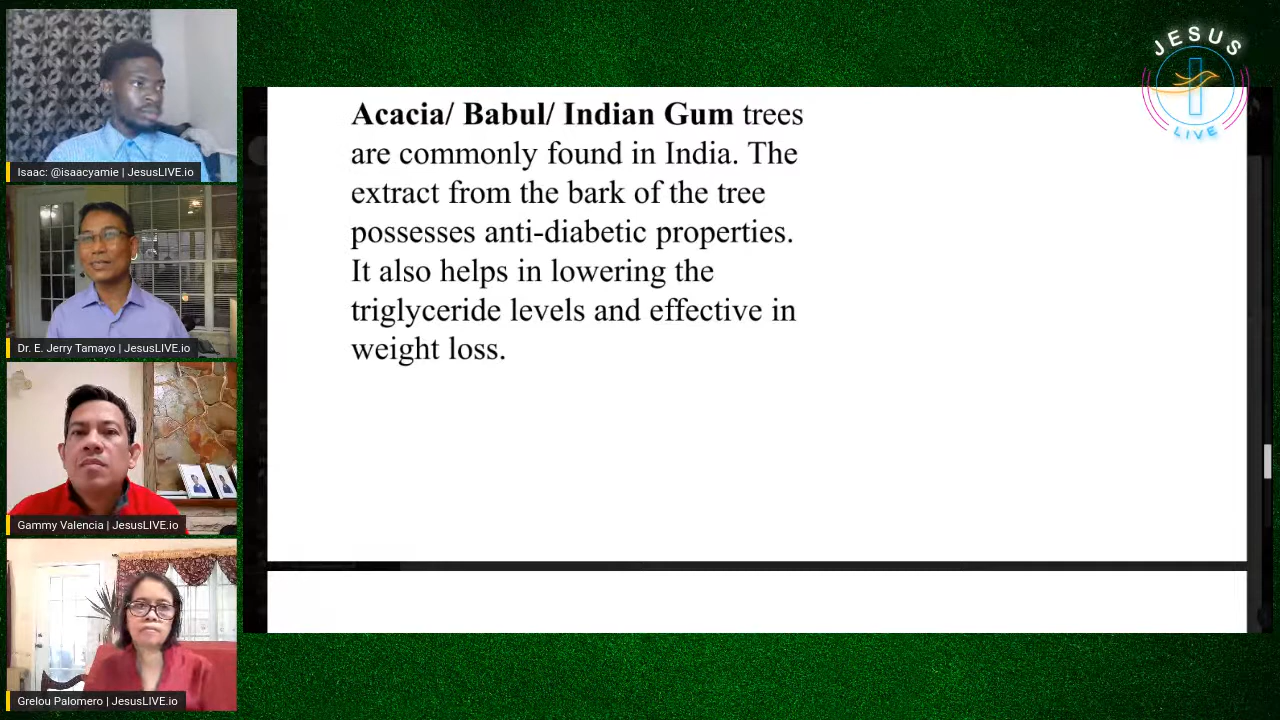 JESUS
LIVE
Acacia/ Babul/ Indian Gum trees
are commonly found in India. The
extract from the bark of the tree
possesses anti-diabetic properties.
It also helps in lowering the
triglyceride levels and effective in
weight loss.
Isaac: @isaacyamie | JesusLIVE.io
Dr. E. Jerry Tamayo | JesusLIVE.io
Gammy Valencia | JesusLIVE.io
Grelou Palomero | JesusLIVE.io